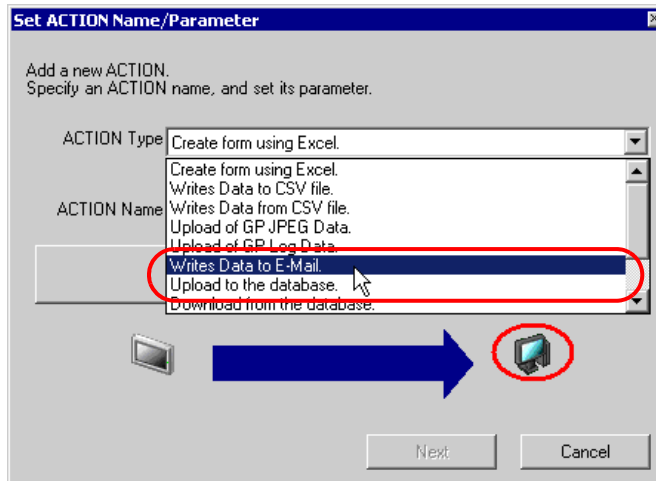 Set ACTION Name/Parameter
Add a new ACTION.
Specify an ACTION name, and set its parameter.
ACTION Type
Create form using Excel.
Create form using Excel.
Writes Data to CSV file.
ACTION Name
Writes Data from CSV file.
Upload of GP JPEG Data.
Upload of GP Log Data.
Writes Data to E-Mail.
Upload to the database.
Download from the database.
Next
Cancel